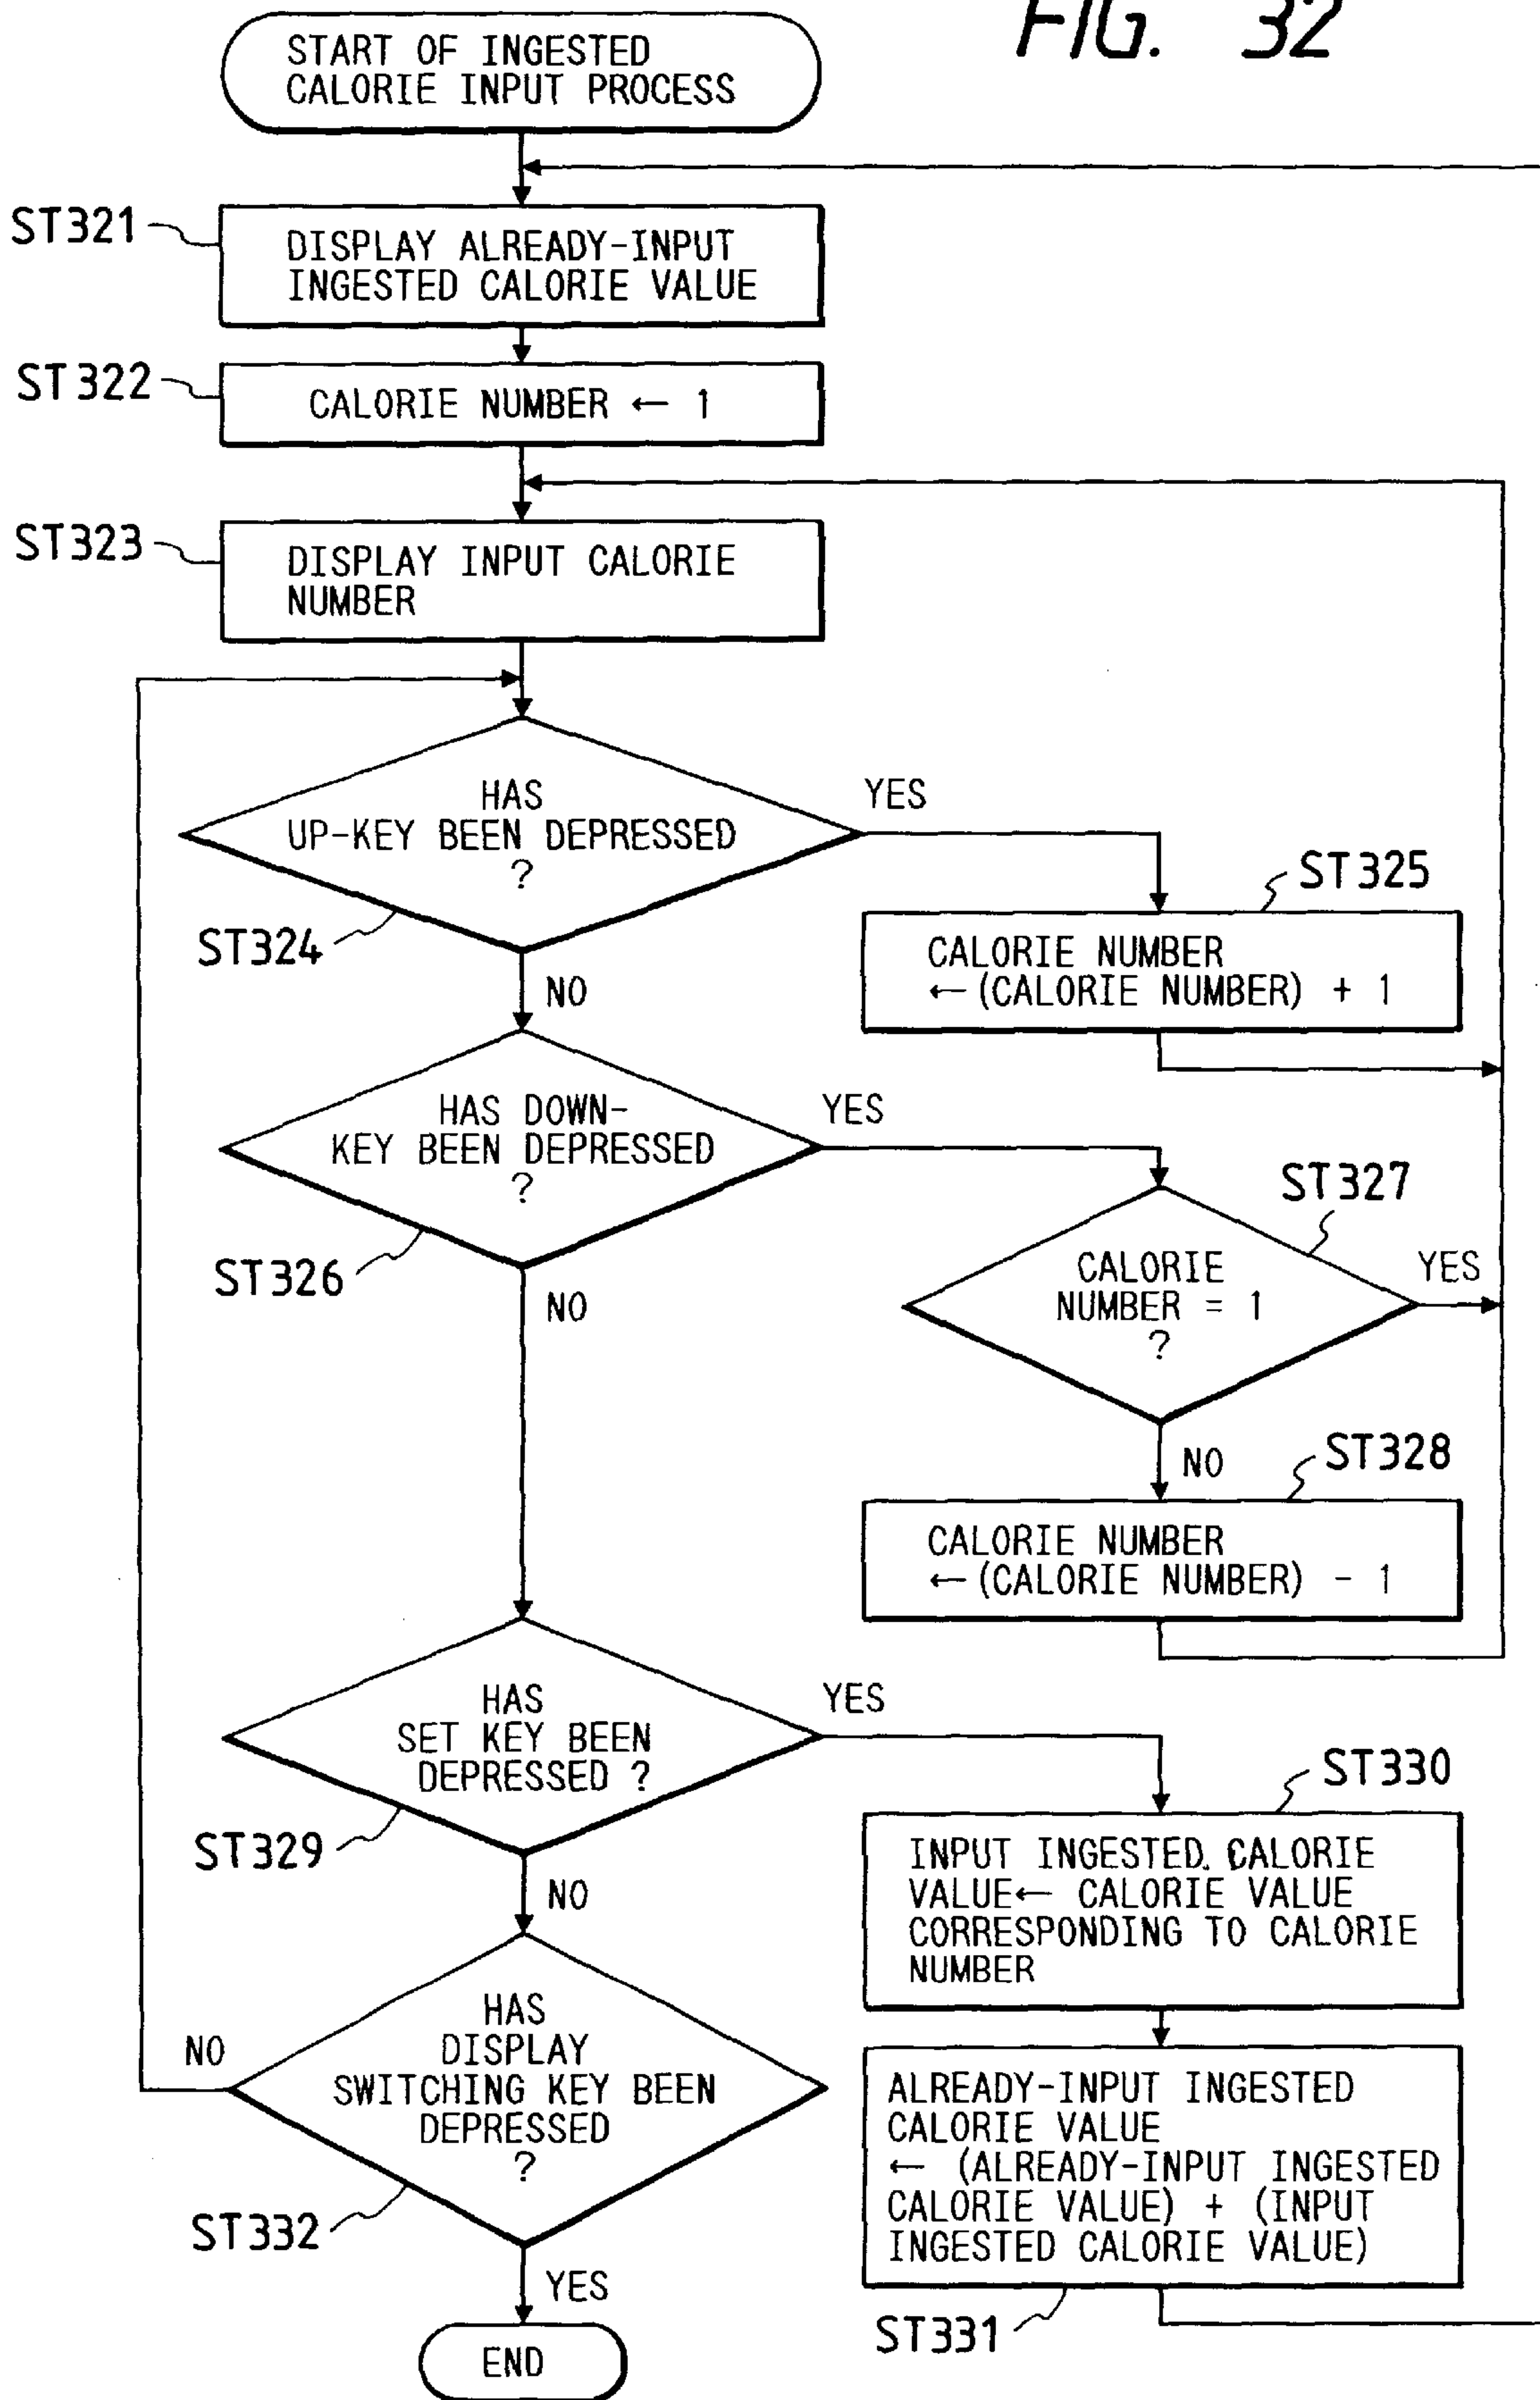 FIG. 32
START OF INGESTED
CALORIE INPUT PROCESS
ST321
DISPLAY ALREADY-INPUT
INGESTED CALORIE VALUE
ST322
CALORIE NUMBER ← 1
ST323
DISPLAY INPUT CALORIE
NUMBER
HAS
UP-KEY BEEN DEPRESSED
?
YES
ST324
NO
ST325
CALORIE NUMBER
←(CALORIE NUMBER) + 1
HAS DOWN-
KEY BEEN DEPRESSED
?
YES
ST326
NO
ST327
CALORIE
NUMBER = 1
?
YES
NO
ST328
CALORIE NUMBER
←(CALORIE NUMBER) - 1
HAS
SET KEY BEEN
DEPRESSED ?
YES
ST329
NO
ST330
INPUT INGESTED CALORIE
VALUE← CALORIE VALUE
CORRESPONDING TO CALORIE
NUMBER
ALREADY-INPUT INGESTED
CALORIE VALUE
← (ALREADY-INPUT INGESTED
CALORIE VALUE) + (INPUT
INGESTED CALORIE VALUE)
ST331
HAS
DISPLAY
SWITCHING KEY BEEN
DEPRESSED
?
NO
ST332
YES
END